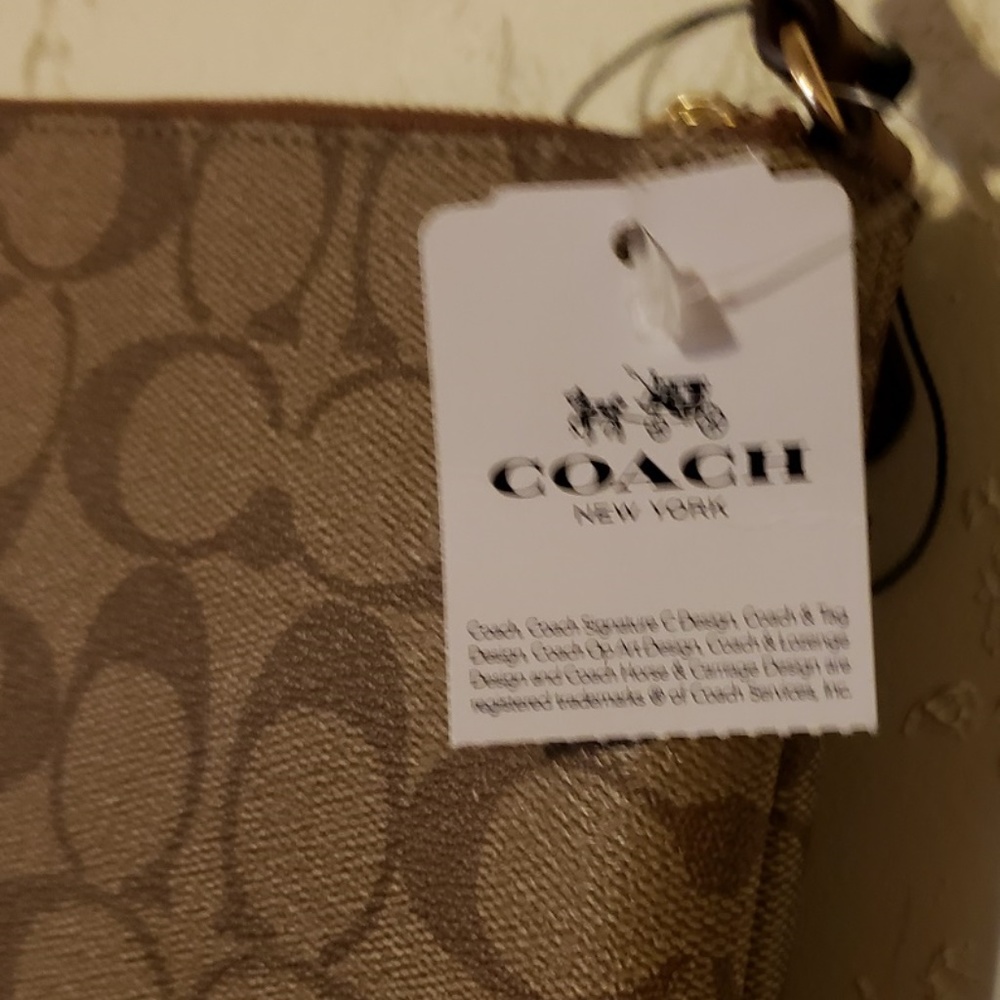 COACH
NEW YORK
Coach, Coach Signature C Design, Coach & Tag
Design, Coach Op Art Design, Coach & Lozenge
Design and Coach Horse & Carriage Design are
registered trademarks ® of Coach Services, Inc.